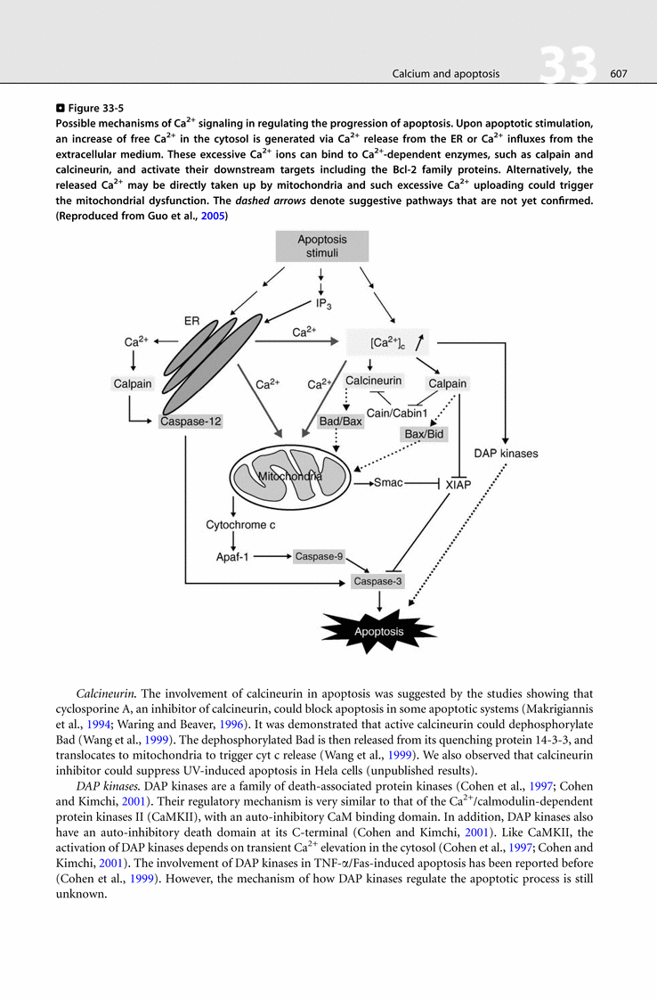 Calcium and apoptosis 33 607
Figure 33-5
Possible mechanisms of Ca2+ signaling in regulating the progression of apoptosis. Upon apoptotic stimulation,
an increase of free Ca2+ in the cytosol is generated via Ca2+ release from the ER or Ca2+ influxes from the
extracellular medium. These excessive Ca2+ ions can bind to Ca2+-dependent enzymes, such as calpain and
calcineurin, and activate their downstream targets including the Bcl-2 family proteins. Alternatively, the
released Ca2+ may be directly taken up by mitochondria and such excessive Ca2+ uploading could trigger
the mitochondrial dysfunction. The dashed arrows denote suggestive pathways that are not yet confirmed.
(Reproduced from Guo et al., 2005)
Apoptosis
stimuli
IP3
ER
Ca2+
Ca2+
[Ca2+]c
Calpain
Ca2+
Ca2+
Calcineurin
Calpain
Caspase-12
Bad/Bax
Cain/Cabin1
Bax/Bid
DAP kinases
Mitochondria
Smac
XIAP
Cytochrome c
Apaf-1
Caspase-9
Caspase-3
Apoptosis
Calcineurin. The involvement of calcineurin in apoptosis was suggested by the studies showing that
cyclosporine A, an inhibitor of calcineurin, could block apoptosis in some apoptotic systems (Makrigiannis
et al., 1994; Waring and Beaver, 1996). It was demonstrated that active calcineurin could dephosphorylate
Bad (Wang et al., 1999). The dephosphorylated Bad is then released from its quenching protein 14-3-3, and
translocates to mitochondria to trigger cyt c release (Wang et al., 1999). We also observed that calcineurin
inhibitor could suppress UV-induced apoptosis in Hela cells (unpublished results).
DAP kinases. DAP kinases are a family of death-associated protein kinases (Cohen et al., 1997; Cohen
and Kimchi, 2001). Their regulatory mechanism is very similar to that of the Ca2+/calmodulin-dependent
protein kinases II (CaMKII), with an auto-inhibitory CaM binding domain. In addition, DAP kinases also
have an auto-inhibitory death domain at its C-terminal (Cohen and Kimchi, 2001). Like CaMKII, the
activation of DAP kinases depends on transient Ca2+ elevation in the cytosol (Cohen et al., 1997; Cohen and
Kimchi, 2001). The involvement of DAP kinases in TNF-α/Fas-induced apoptosis has been reported before
(Cohen et al., 1999). However, the mechanism of how DAP kinases regulate the apoptotic process is still
unknown.